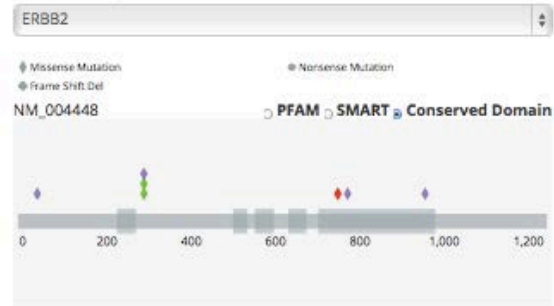 ERBB2
Missense Mutation Nonsense Mutation
Frame Shift Del
NM_004448 PFAM SMART Conserved Domain
0 200 400 600 800 1,000 1,200